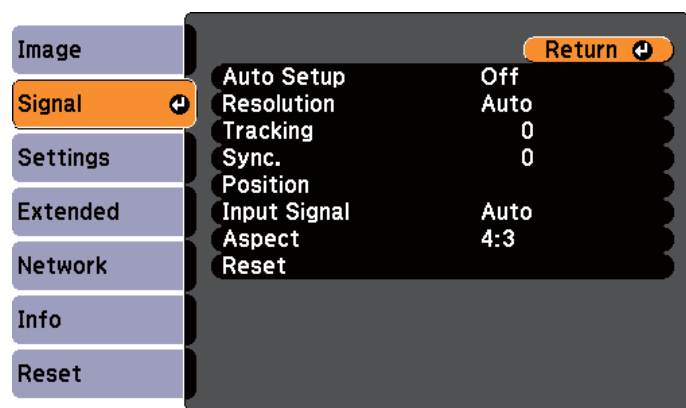 Image
Signal
Settings
Extended
Network
Info
Reset
Return
Auto Setup Off
Resolution Auto
Tracking 0
Sync. 0
Position
Input Signal Auto
Aspect 4:3
Reset